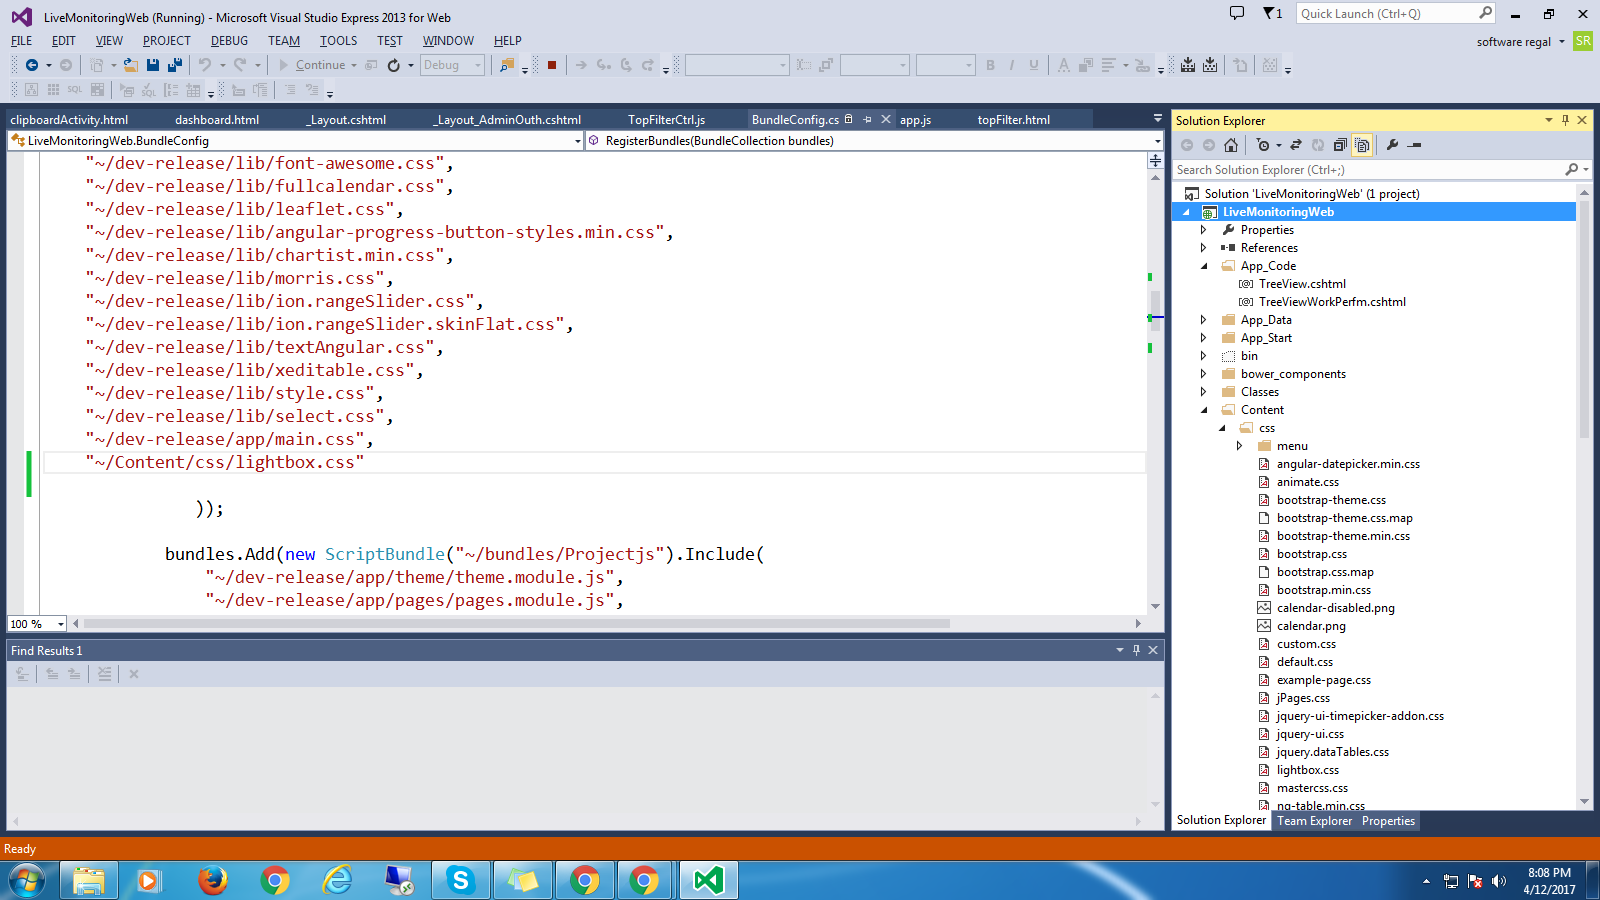 LiveMonitoringWeb (Running) - Microsoft Visual Studio Express 2013 for Web
1
Quick Launch (Ctrl+Q)
FILE EDIT VIEW PROJECT DEBUG TEAM TOOLS TEST WINDOW HELP
software regal
SR
Continue
Debug
B I U A
SQL SQL
clipboardActivity.html dashboard.html _Layout.cshtml _Layout_AdminOuth.cshtml TopFilterCtrl.js BundleConfig.cs app.js topFilter.html
LiveMonitoringWeb.BundleConfig
RegisterBundles(BundleCollection bundles)
"~/dev-release/lib/font-awesome.css",
"~/dev-release/lib/fullcalendar.css",
"~/dev-release/lib/leaflet.css",
"~/dev-release/lib/angular-progress-button-styles.min.css",
"~/dev-release/lib/chartist.min.css",
"~/dev-release/lib/morris.css",
"~/dev-release/lib/ion.rangeSlider.css",
"~/dev-release/lib/ion.rangeSlider.skinFlat.css",
"~/dev-release/lib/textAngular.css",
"~/dev-release/lib/xeditable.css",
"~/dev-release/lib/style.css",
"~/dev-release/lib/select.css",
"~/dev-release/app/main.css",
"~/Content/css/lightbox.css"
));
bundles.Add(new ScriptBundle("~/bundles/Projectjs").Include(
"~/dev-release/app/theme/theme.module.js",
"~/dev-release/app/pages/pages.module.js",
100 %
Find Results 1
Solution Explorer
Search Solution Explorer (Ctrl+;)
Solution 'LiveMonitoringWeb' (1 project)
LiveMonitoringWeb
Properties
References
App_Code
TreeView.cshtml
TreeViewWorkPerfm.cshtml
App_Data
App_Start
bin
bower_components
Classes
Content
css
menu
angular-datepicker.min.css
animate.css
bootstrap-theme.css
bootstrap-theme.css.map
bootstrap-theme.min.css
bootstrap.css
bootstrap.css.map
bootstrap.min.css
calendar-disabled.png
calendar.png
custom.css
default.css
example-page.css
jPages.css
jquery-ui-timepicker-addon.css
jquery-ui.css
jquery.dataTables.css
lightbox.css
mastercss.css
ng-table.min.css
Solution Explorer Team Explorer Properties
Ready
8:08 PM
4/12/2017